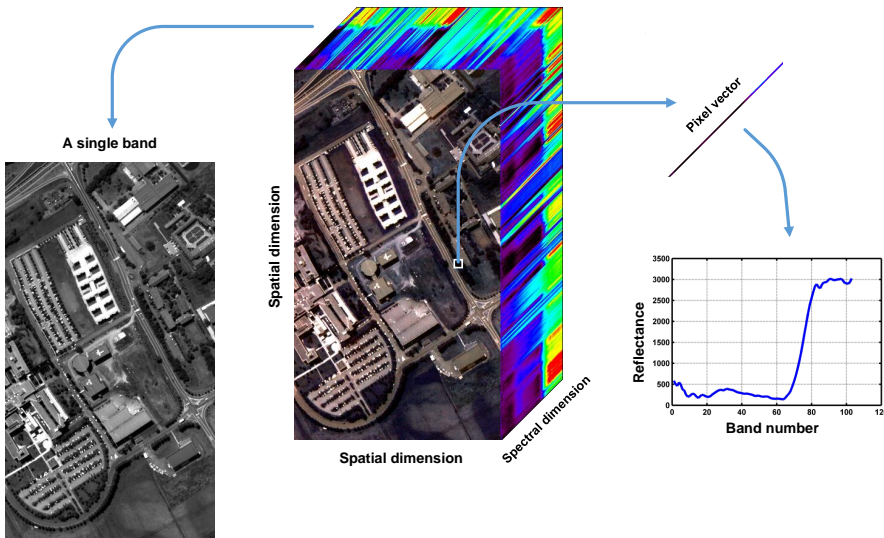 A single band
Spatial dimension
Spatial dimension
Spectral dimension
Pixel vector
Reflectance
3500
3000
2500
2000
1500
1000
500
0
0 20 40 60 80 100 12
Band number